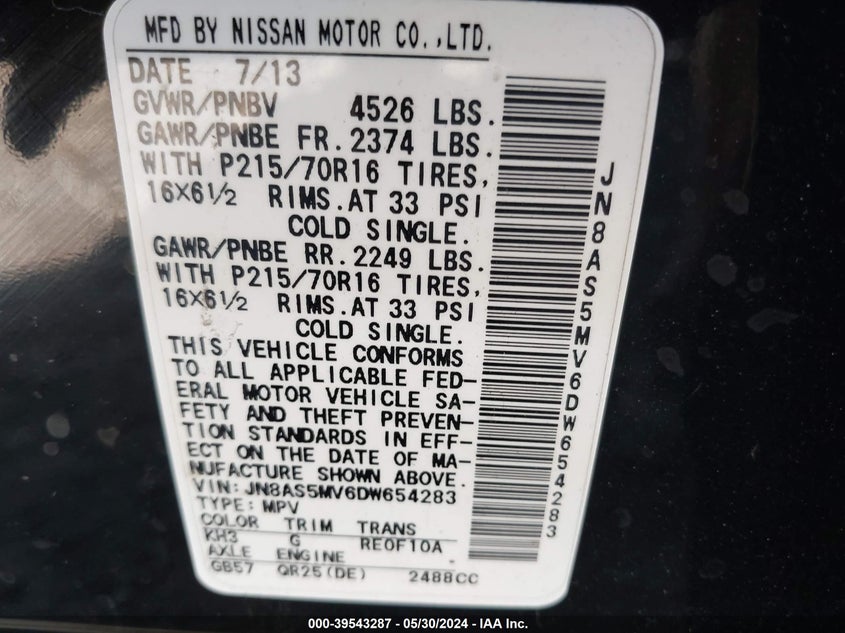 MFD BY NISSAN MOTOR CO.,LTD.
DATE 7/13
GVWR/PNBV 4526 LBS.
GAWR/PNBE FR.2374 LBS.
WITH P215/70R16 TIRES,
16X6½ RIMS.AT 33 PSI
COLD SINGLE.
GAWR/PNBE RR.2249 LBS.
WITH P215/70R16 TIRES,
16X6½ RIMS.AT 33 PSI
COLD SINGLE.
THIS VEHICLE CONFORMS
TO ALL APPLICABLE FED-
ERAL MOTOR VEHICLE SA-
FETY AND THEFT PREVEN-
TION STANDARDS IN EFF-
ECT ON THE DATE OF MA-
NUFACTURE SHOWN ABOVE.
VIN:JN8AS5MV6DW654283
TYPE:MPV
COLOR TRIM TRANS
KH3 G RE0F10A
AXLE ENGINE
GB57 QR25(DE) 2488CC
JN8AS5MV6DW654283
000-39543287 - 05/30/2024 - IAA Inc.